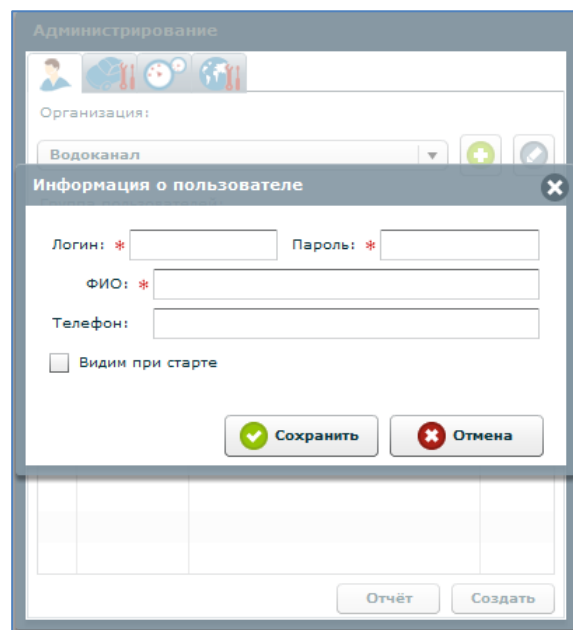 Администрирование
Организация:
Водоканал
Информация о пользователе
Логин: * Пароль: *
ФИО: *
Телефон:
Видим при старте
Сохранить Отмена
Отчёт Создать